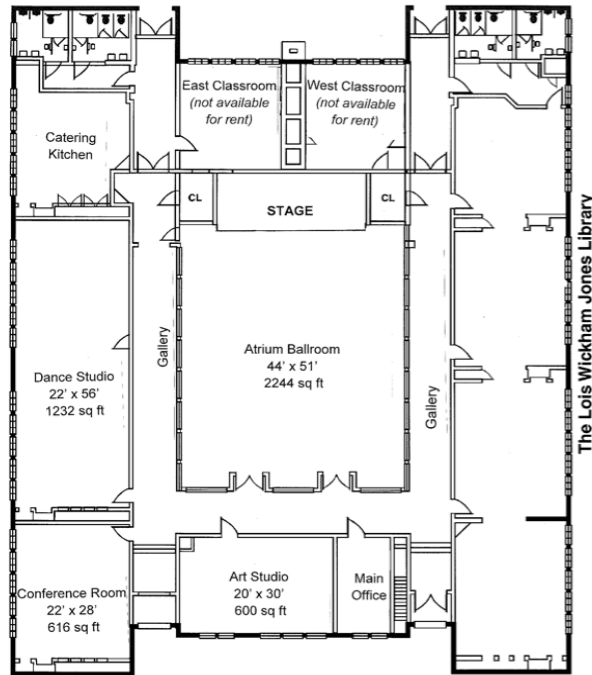 East Classroom
(not available
for rent)
West Classroom
(not available
for rent)
Catering
Kitchen
CL
STAGE
CL
Gallery
Atrium Ballroom
44' x 51'
2244 sq ft
Gallery
Dance Studio
22' x 56'
1232 sq ft
The Lois Wickham Jones Library
Art Studio
20' x 30'
600 sq ft
Main
Office
Conference Room
22' x 28'
616 sq ft